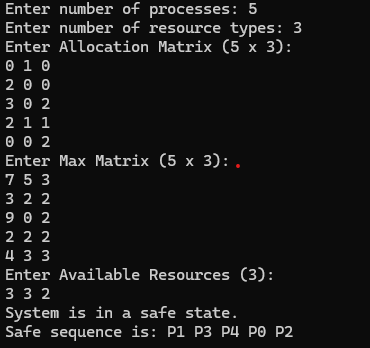 Enter number of processes: 5
Enter number of resource types: 3
Enter Allocation Matrix (5 x 3):
0 1 0
2 0 0
3 0 2
2 1 1
0 0 2
Enter Max Matrix (5 x 3):
7 5 3
3 2 2
9 0 2
2 2 2
4 3 3
Enter Available Resources (3):
3 3 2
System is in a safe state.
Safe sequence is: P1 P3 P4 P0 P2